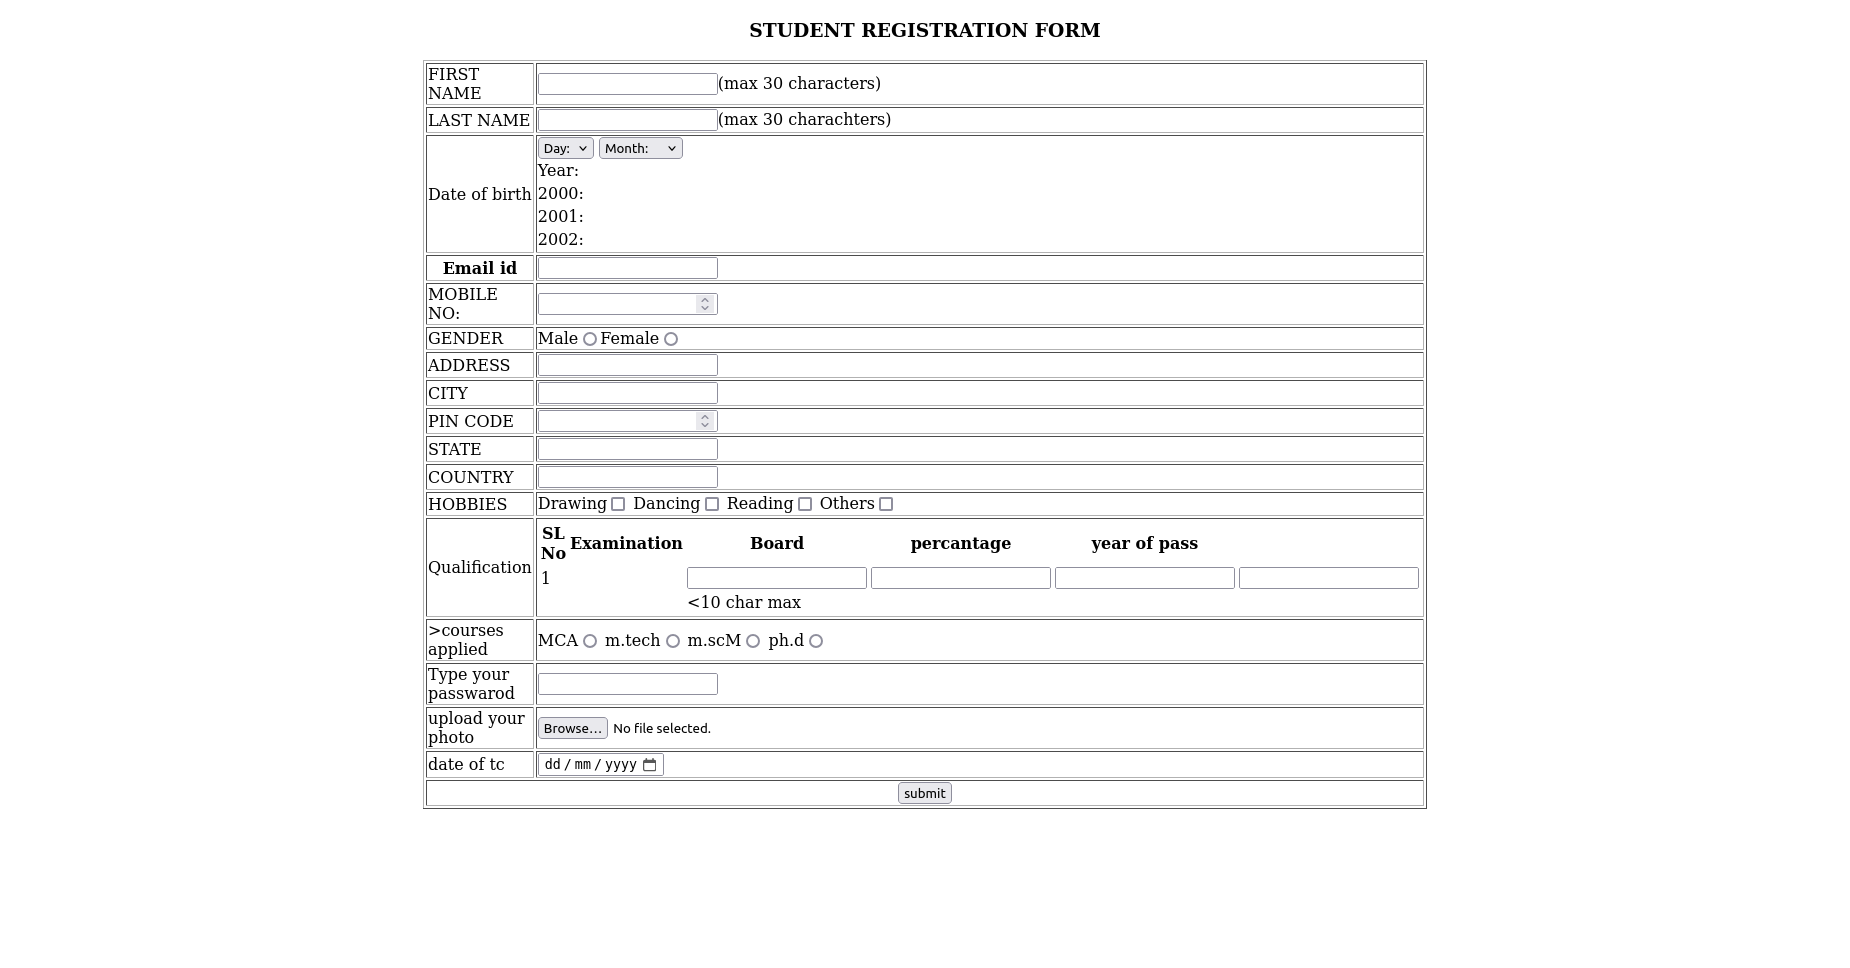 STUDENT REGISTRATION FORM
FIRST
NAME
(max 30 characters)
LAST NAME
(max 30 charachters)
Date of birth
Day: Month:
Year:
2000:
2001:
2002:
Email id
MOBILE
NO:
GENDER
Male Female
ADDRESS
CITY
PIN CODE
STATE
COUNTRY
HOBBIES
Drawing Dancing Reading Others
Qualification
SL
No
Examination Board percantage year of pass
1
<10 char max
>courses
applied
MCA m.tech m.scM ph.d
Type your
passwarod
upload your
photo
Browse... No file selected.
date of tc
dd / mm / yyyy
submit